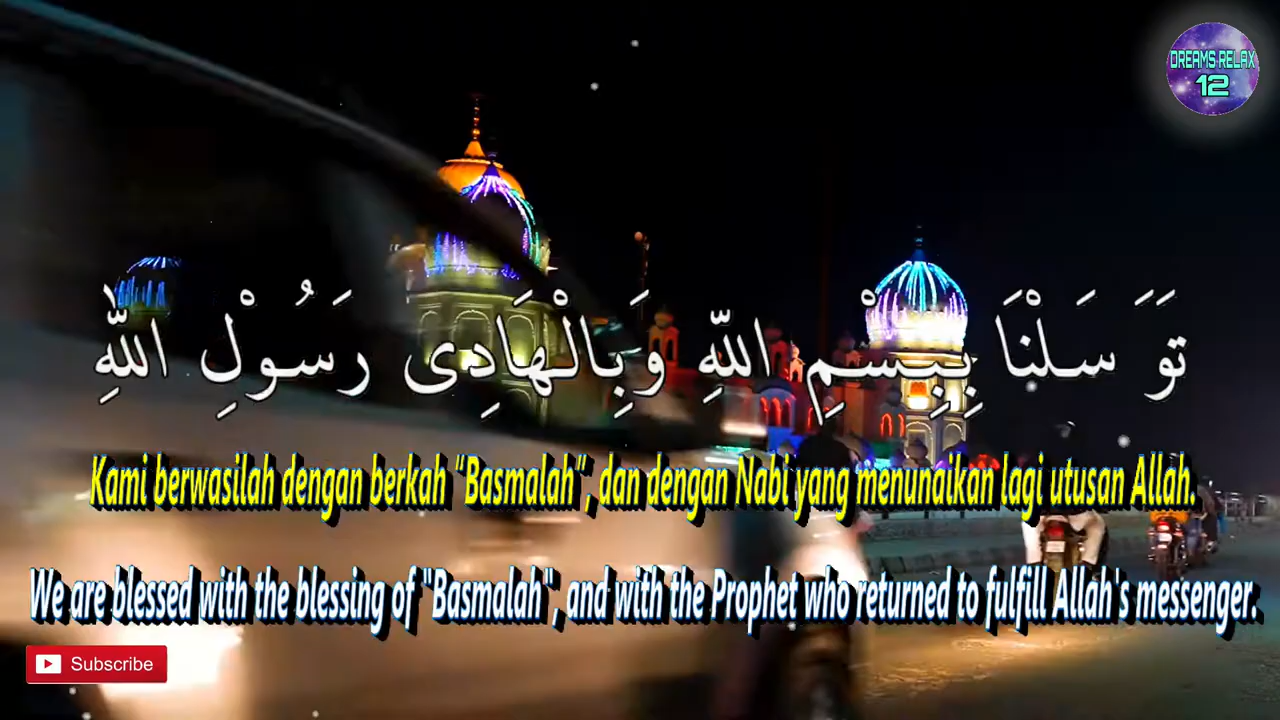 DREAMS RELAX
12
تَوَ سَلْنَا بِبِسْمِ اللّهِ وَبِالْهَادِى رَسُوْلِ اللهِ
Kami berwasilah dengan berkah "Basmalah", dan dengan Nabi yang menunaikan lagi utusan Allah.
We are blessed with the blessing of "Basmalah", and with the Prophet who returned to fulfill Allah's messenger.
Subscribe